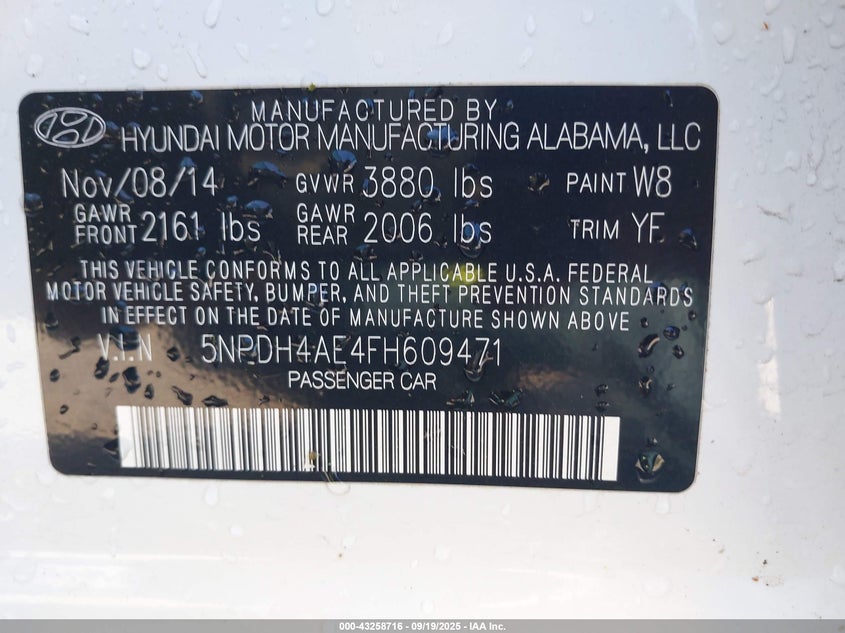 MANUFACTURED BY
HYUNDAI MOTOR MANUFACTURING ALABAMA, LLC
Nov/08/14 GVWR 3880 lbs PAINT W8
GAWR FRONT 2161 lbs GAWR REAR 2006 lbs TRIM YF
THIS VEHICLE CONFORMS TO ALL APPLICABLE U.S.A. FEDERAL
MOTOR VEHICLE SAFETY, BUMPER, AND THEFT PREVENTION STANDARDS
IN EFFECT ON THE DATE OF MANUFACTURE SHOWN ABOVE
V.I.N 5NPDH4AE4FH609471
PASSENGER CAR
000-43258716 - 09/19/2025 - IAA Inc.